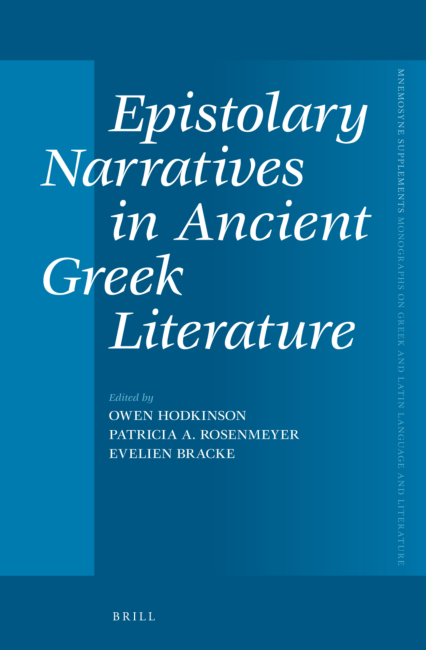 Epistolary
Narratives
in Ancient
Greek
Literature
Edited by
OWEN HODKINSON
PATRICIA A. ROSENMEYER
EVELIEN BRACKE
BRILL
MNEMOSYNE SUPPLEMENTS MONOGRAPHS ON GREEK AND LATIN LANGUAGE AND LITERATURE